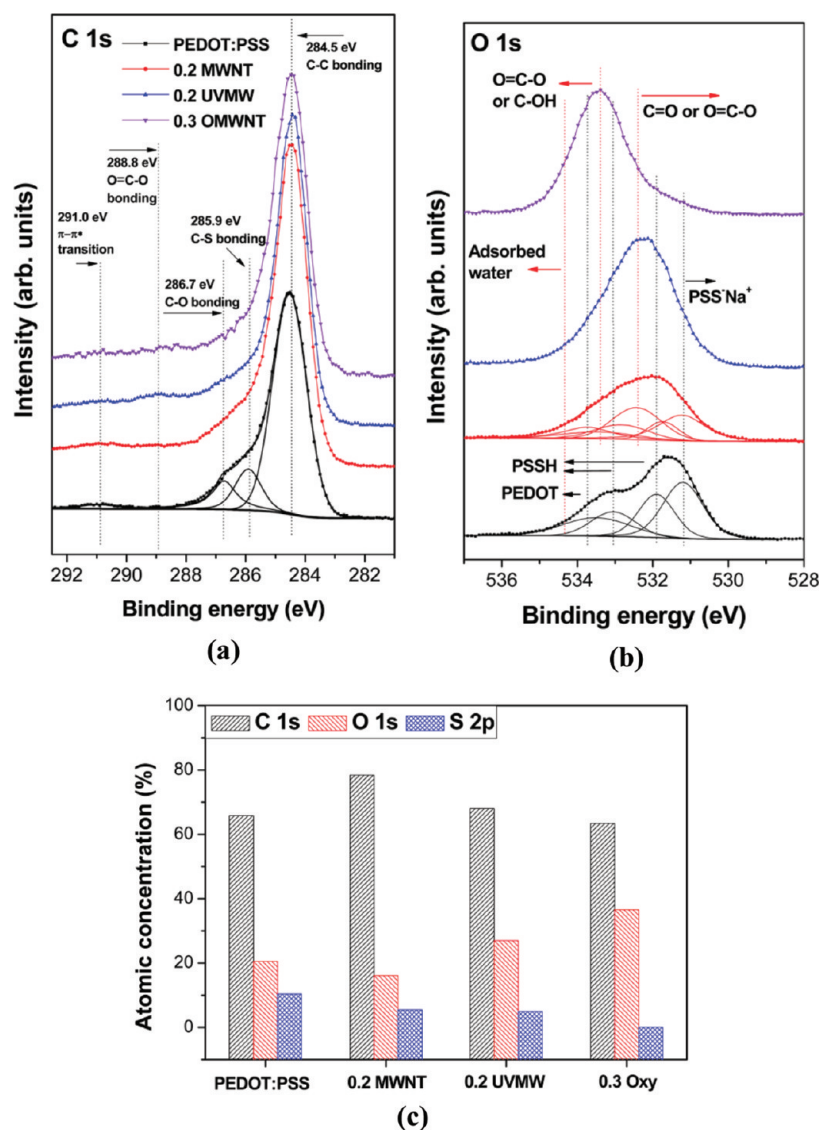 C 1s
PEDOT:PSS
0.2 MWNT
0.2 UVMW
0.3 OMWNT
284.5 eV
C-C bonding
288.8 eV
O=C-O
bonding
291.0 eV
π-π*
transition
285.9 eV
C-S bonding
286.7 eV
C-O bonding
Intensity (arb. units)
292 290 288 286 284 282
Binding energy (eV)
(a)
O 1s
O=C-O
or C-OH
C=O or O=C-O
Adsorbed
water
PSS⁻Na⁺
PSSH
PEDOT
Intensity (arb. units)
536 534 532 530 528
Binding energy (eV)
(b)
C 1s O 1s S 2p
Atomic concentration (%)
100
80
60
40
20
0
PEDOT:PSS 0.2 MWNT 0.2 UVMW 0.3 Oxy
(c)